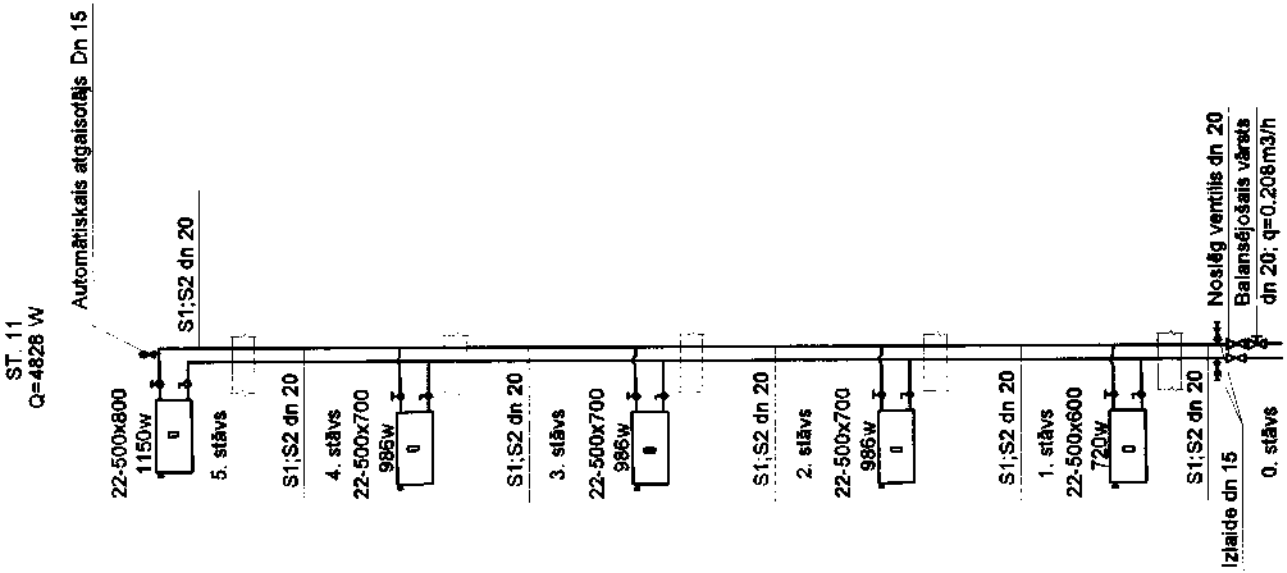 ST. 11
Q=4828 W
Automātiskais atgaisotājs Dn 15
S1;S2 dn 20
22-500x800
1150w
5. stāvs
S1;S2 dn 20
4. stāvs
22-500x700
986w
S1;S2 dn 20
3. stāvs
22-500x700
986w
S1;S2 dn 20
2. stāvs
22-500x700
986w
S1;S2 dn 20
1. stāvs
22-500x600
720w
S1;S2 dn 20
Noslēg ventilis dn 20
Balansējošais vārsts
dn 20; q=0.208m3/h
Izlaide dn 15
0. stāvs